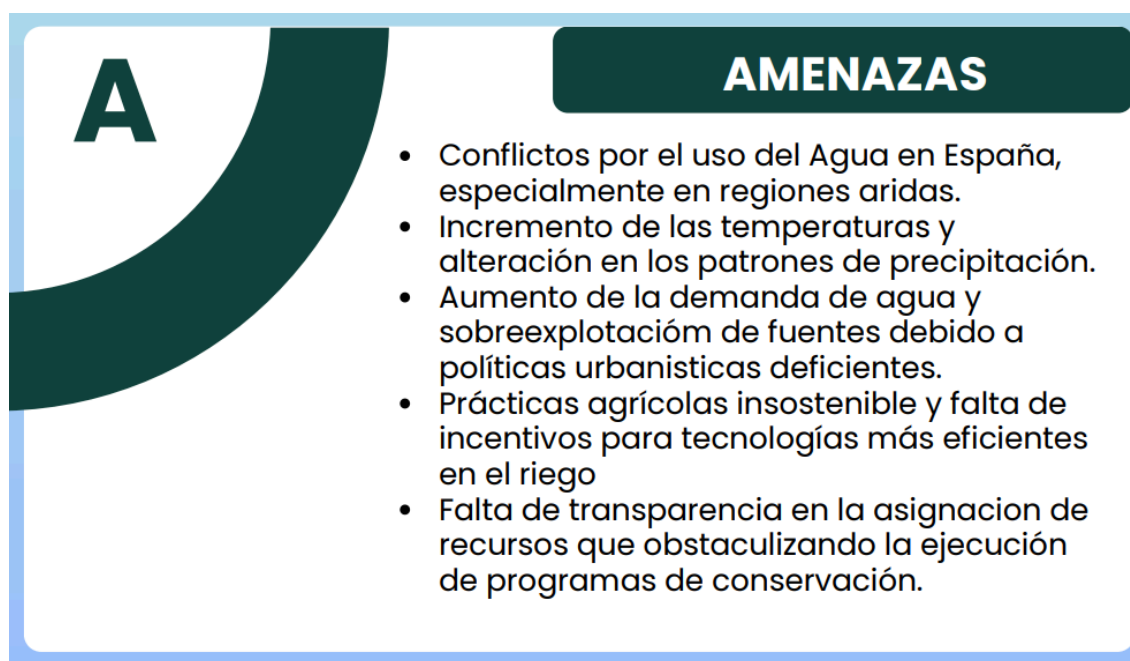 A
AMENAZAS
• Conflictos por el uso del Agua en España,
especialmente en regiones aridas.
• Incremento de las temperaturas y
alteración en los patrones de precipitación.
• Aumento de la demanda de agua y
sobreexplotacióm de fuentes debido a
políticas urbanisticas deficientes.
• Prácticas agrícolas insostenible y falta de
incentivos para tecnologías más eficientes
en el riego
• Falta de transparencia en la asignacion de
recursos que obstaculizando la ejecución
de programas de conservación.